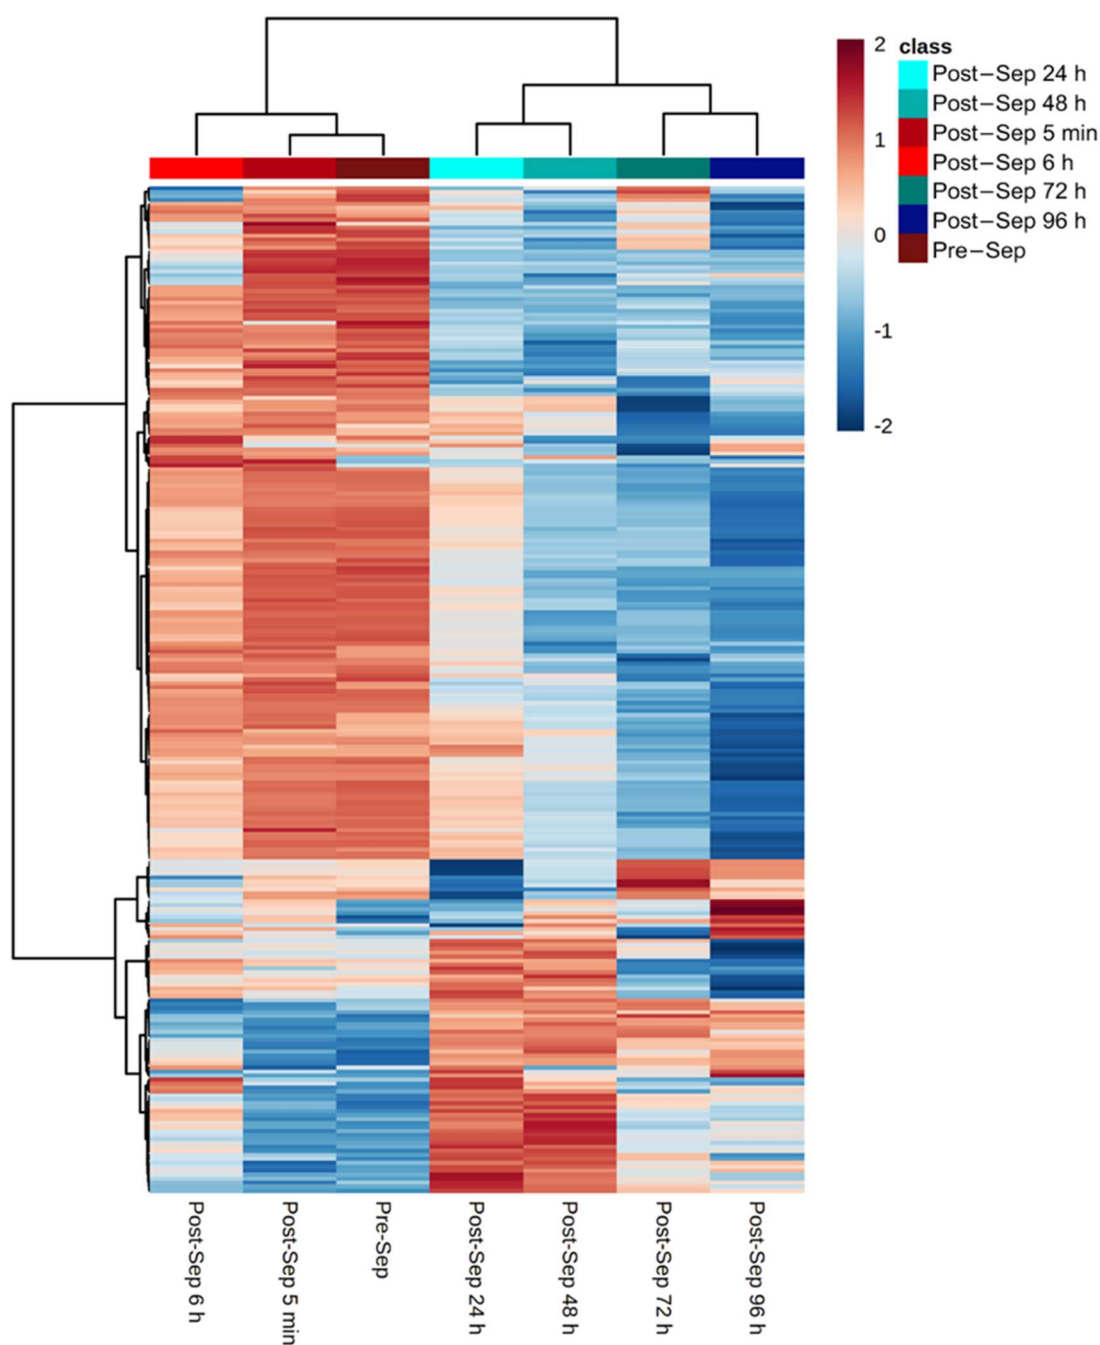 2
1
0
-1
-2
class
Post−Sep 24 h
Post−Sep 48 h
Post−Sep 5 min
Post−Sep 6 h
Post−Sep 72 h
Post−Sep 96 h
Pre−Sep
Post-Sep 6 h
Post-Sep 5 min
Pre-Sep
Post-Sep 24 h
Post-Sep 48 h
Post-Sep 72 h
Post-Sep 96 h